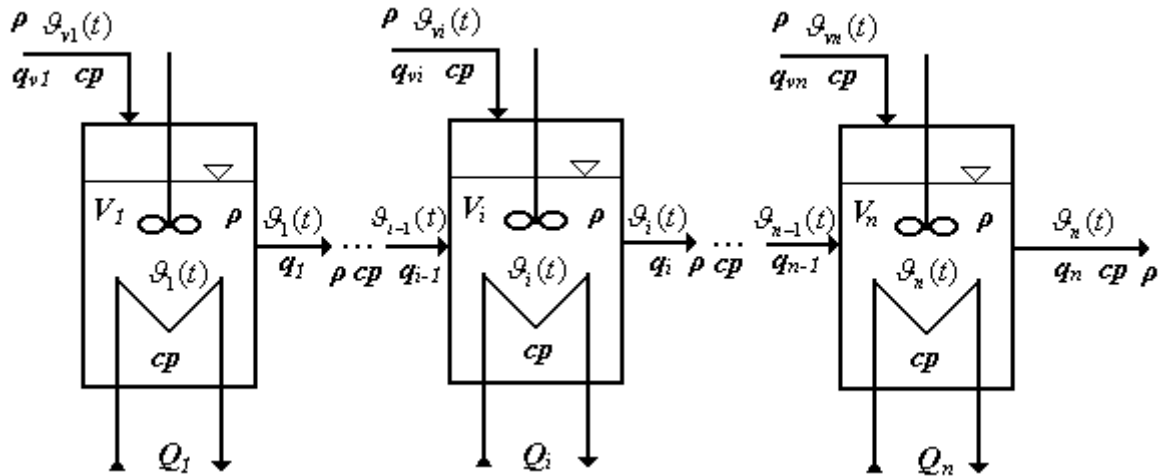 ρ ϑv1(t) ρ ϑvi(t) ρ ϑvn(t)
qv1 cp qvi cp qvn cp
V1 ρ ϑ1(t) ... ϑi-1(t) Vi ρ ϑi(t) ... ϑn-1(t) Vn ρ ϑn(t)
q1 ρ cp qi-1 qi ρ cp qn-1 qn cp ρ
ϑ1(t) ϑi(t) ϑn(t)
cp cp cp
Q1 Qi Qn